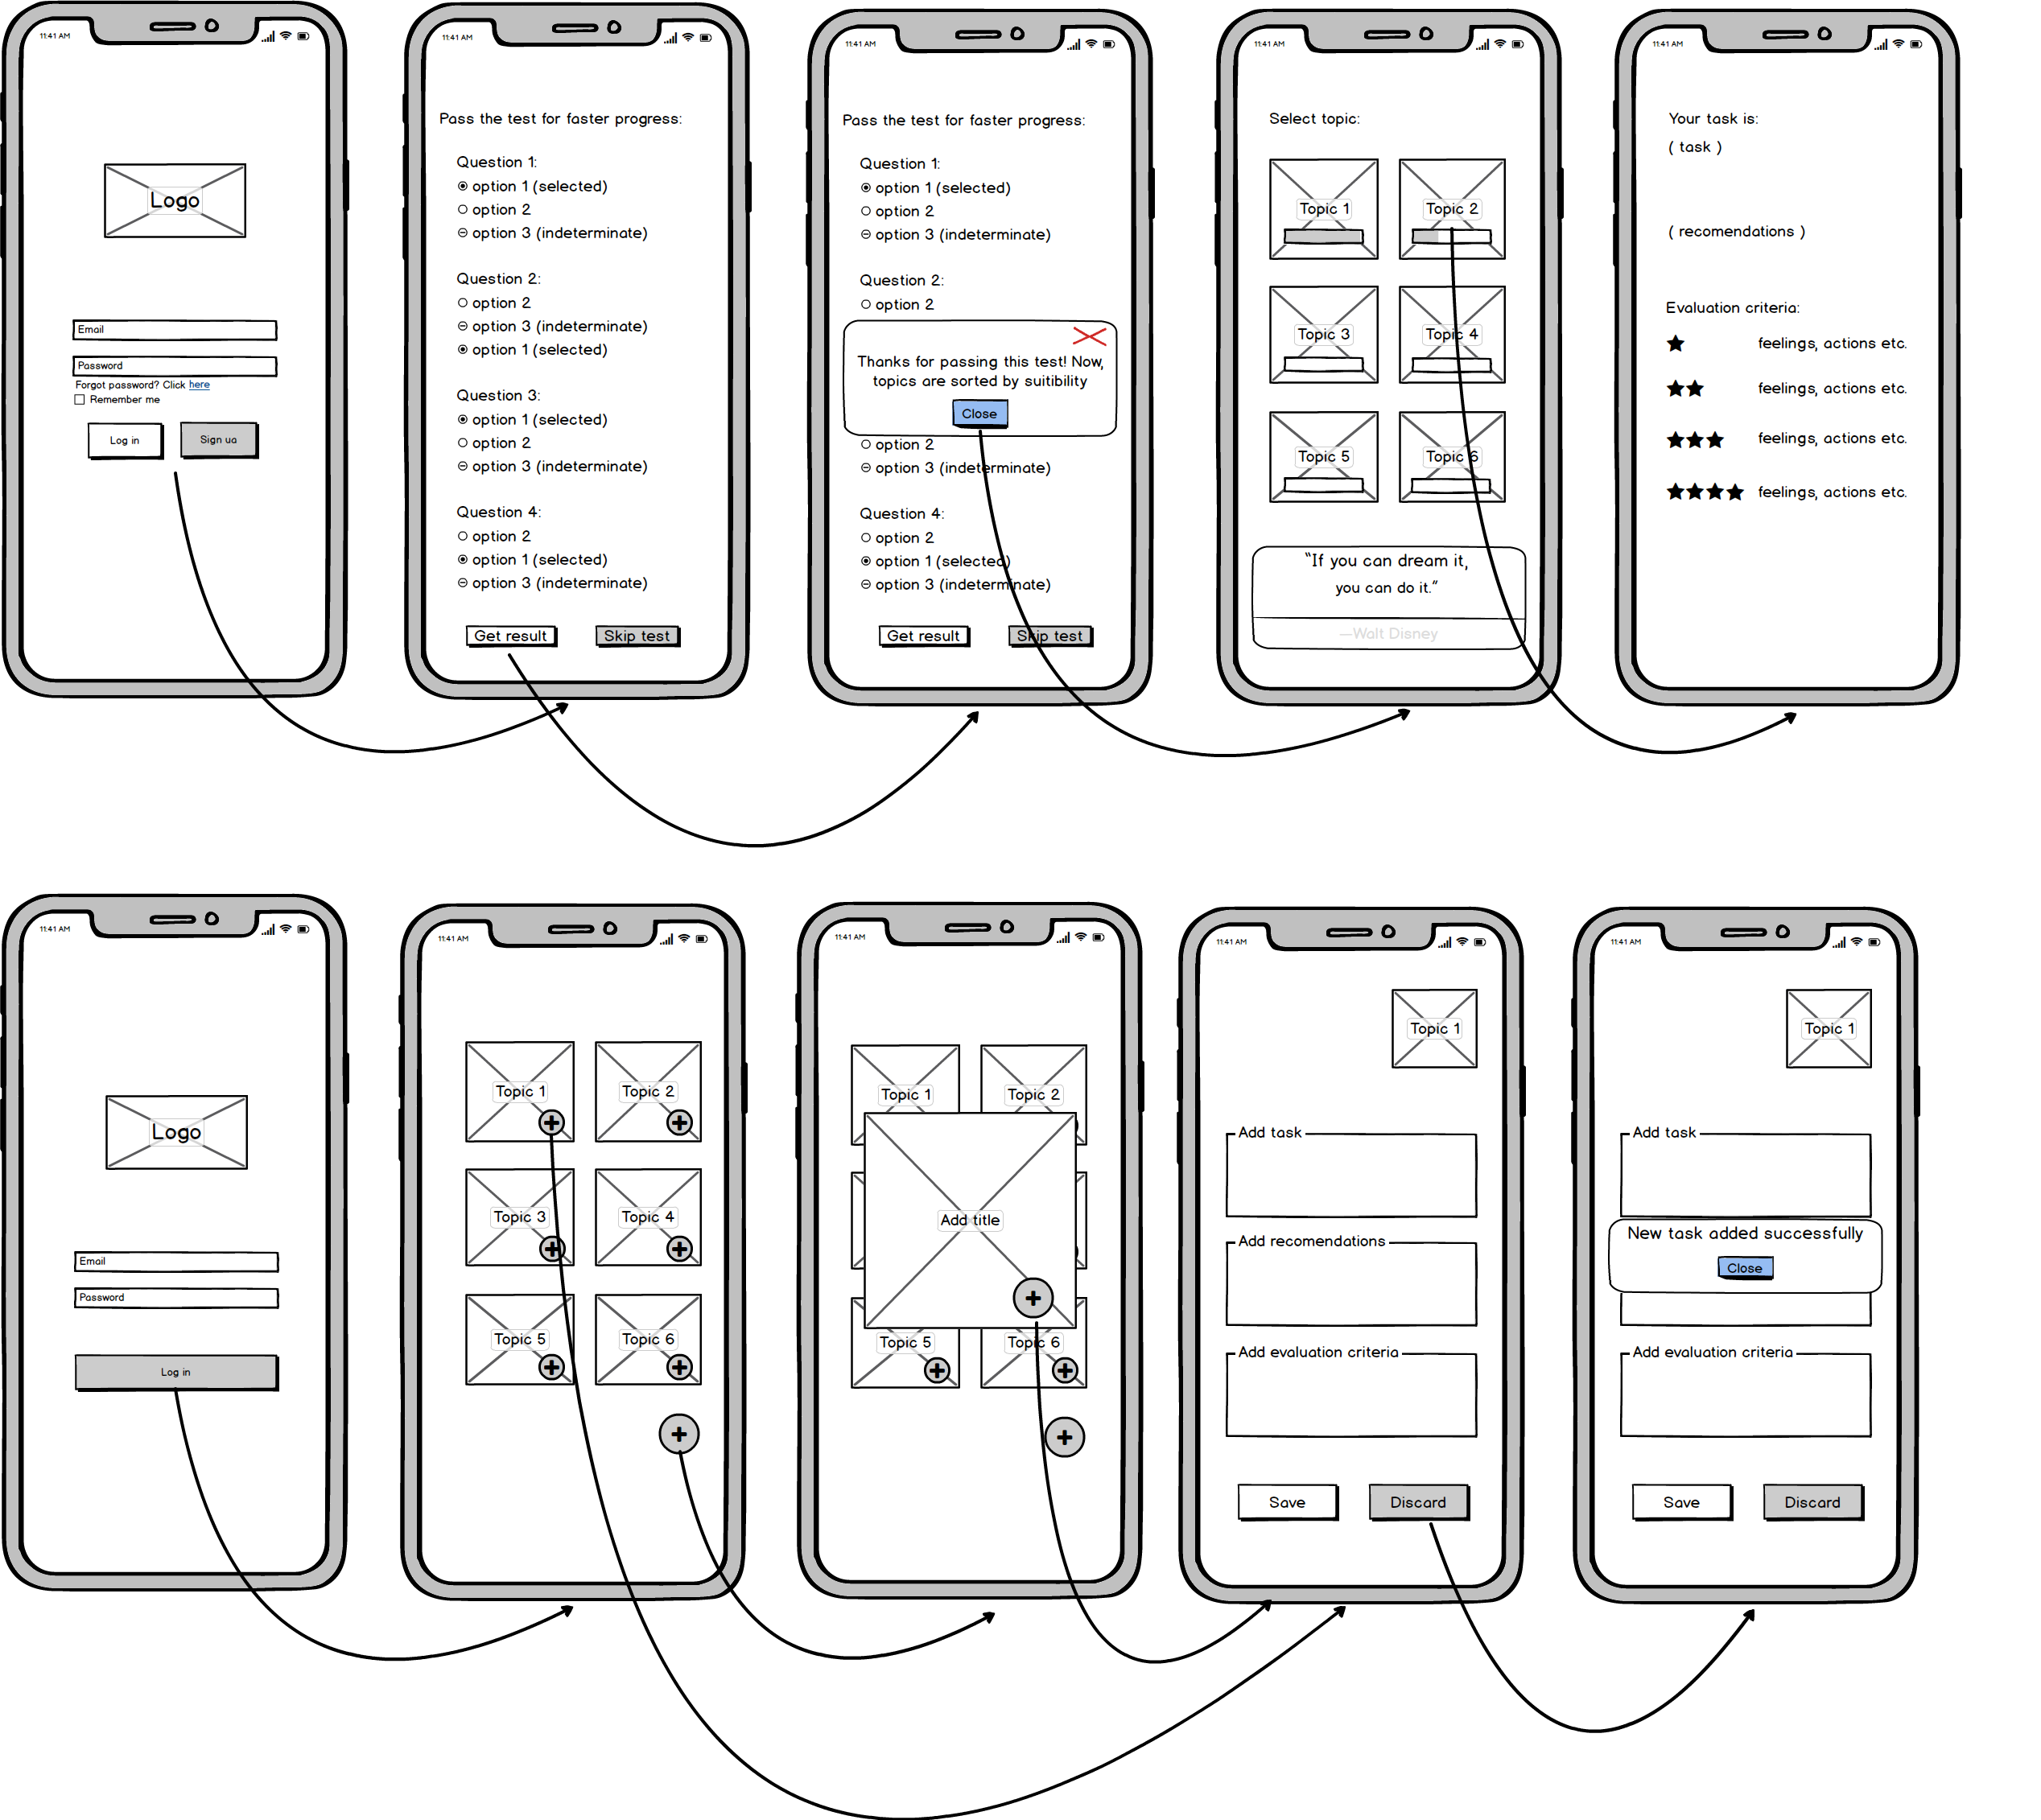 11:41 AM
Logo
Email
Password
Forgot password? Click here
Remember me
Log in
Sign ua
11:41 AM
Pass the test for faster progress:
Question 1:
option 1 (selected)
option 2
option 3 (indeterminate)
Question 2:
option 2
option 3 (indeterminate)
option 1 (selected)
Question 3:
option 1 (selected)
option 2
option 3 (indeterminate)
Question 4:
option 2
option 1 (selected)
option 3 (indeterminate)
Get result
Skip test
11:41 AM
Pass the test for faster progress:
Question 1:
option 1 (selected)
option 2
option 3 (indeterminate)
Question 2:
option 2
Thanks for passing this test! Now,
topics are sorted by suitibility
Close
option 2
option 3 (indeterminate)
Question 4:
option 2
option 1 (selected)
option 3 (indeterminate)
Get result
Skip test
11:41 AM
Select topic:
Topic 1
Topic 2
Topic 3
Topic 4
Topic 5
Topic 6
“If you can dream it,
you can do it.”
—Walt Disney
11:41 AM
Your task is:
( task )
( recomendations )
Evaluation criteria:
feelings, actions etc.
feelings, actions etc.
feelings, actions etc.
feelings, actions etc.
11:41 AM
Logo
Email
Password
Log in
11:41 AM
Topic 1
Topic 2
Topic 3
Topic 4
Topic 5
Topic 6
11:41 AM
Topic 1
Topic 2
Add title
Topic 5
Topic 6
11:41 AM
Topic 1
Add task
Add recomendations
Add evaluation criteria
Save
Discard
11:41 AM
Topic 1
Add task
New task added successfully
Close
Add evaluation criteria
Save
Discard